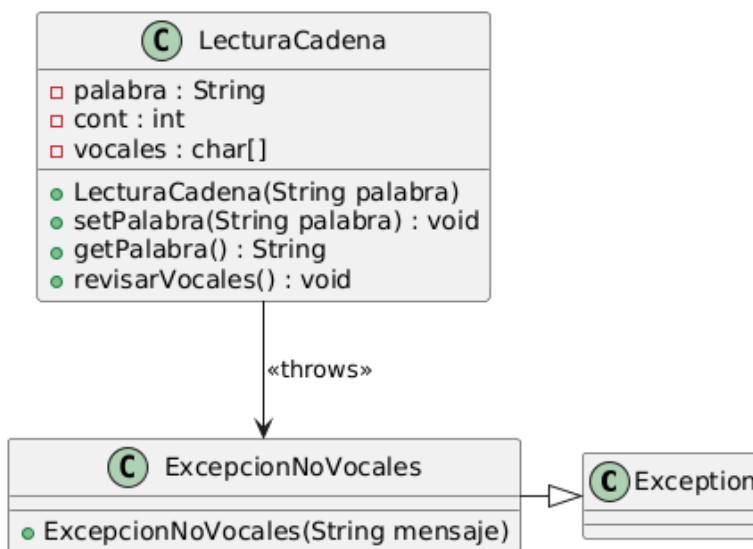 C LecturaCadena
palabra : String
cont : int
vocales : char[]
LecturaCadena(String palabra)
setPalabra(String palabra) : void
getPalabra() : String
revisarVocales() : void
«throws»
C ExcepcionNoVocales
C Exception
ExcepcionNoVocales(String mensaje)